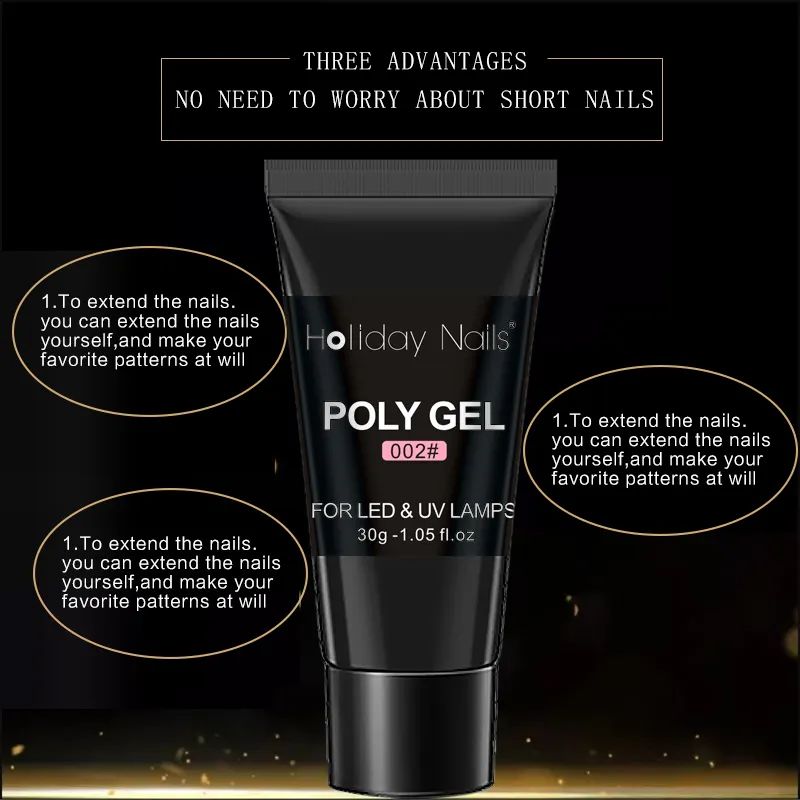 THREE ADVANTAGES
NO NEED TO WORRY ABOUT SHORT NAILS
1.To extend the nails.
you can extend the nails
yourself,and make your
favorite patterns at will
Holiday Nails®
POLY GEL
002#
FOR LED & UV LAMPS
30g -1.05 fl.oz
1.To extend the nails.
you can extend the nails
yourself,and make your
favorite patterns at will
1.To extend the nails.
you can extend the nails
yourself,and make your
favorite patterns at will